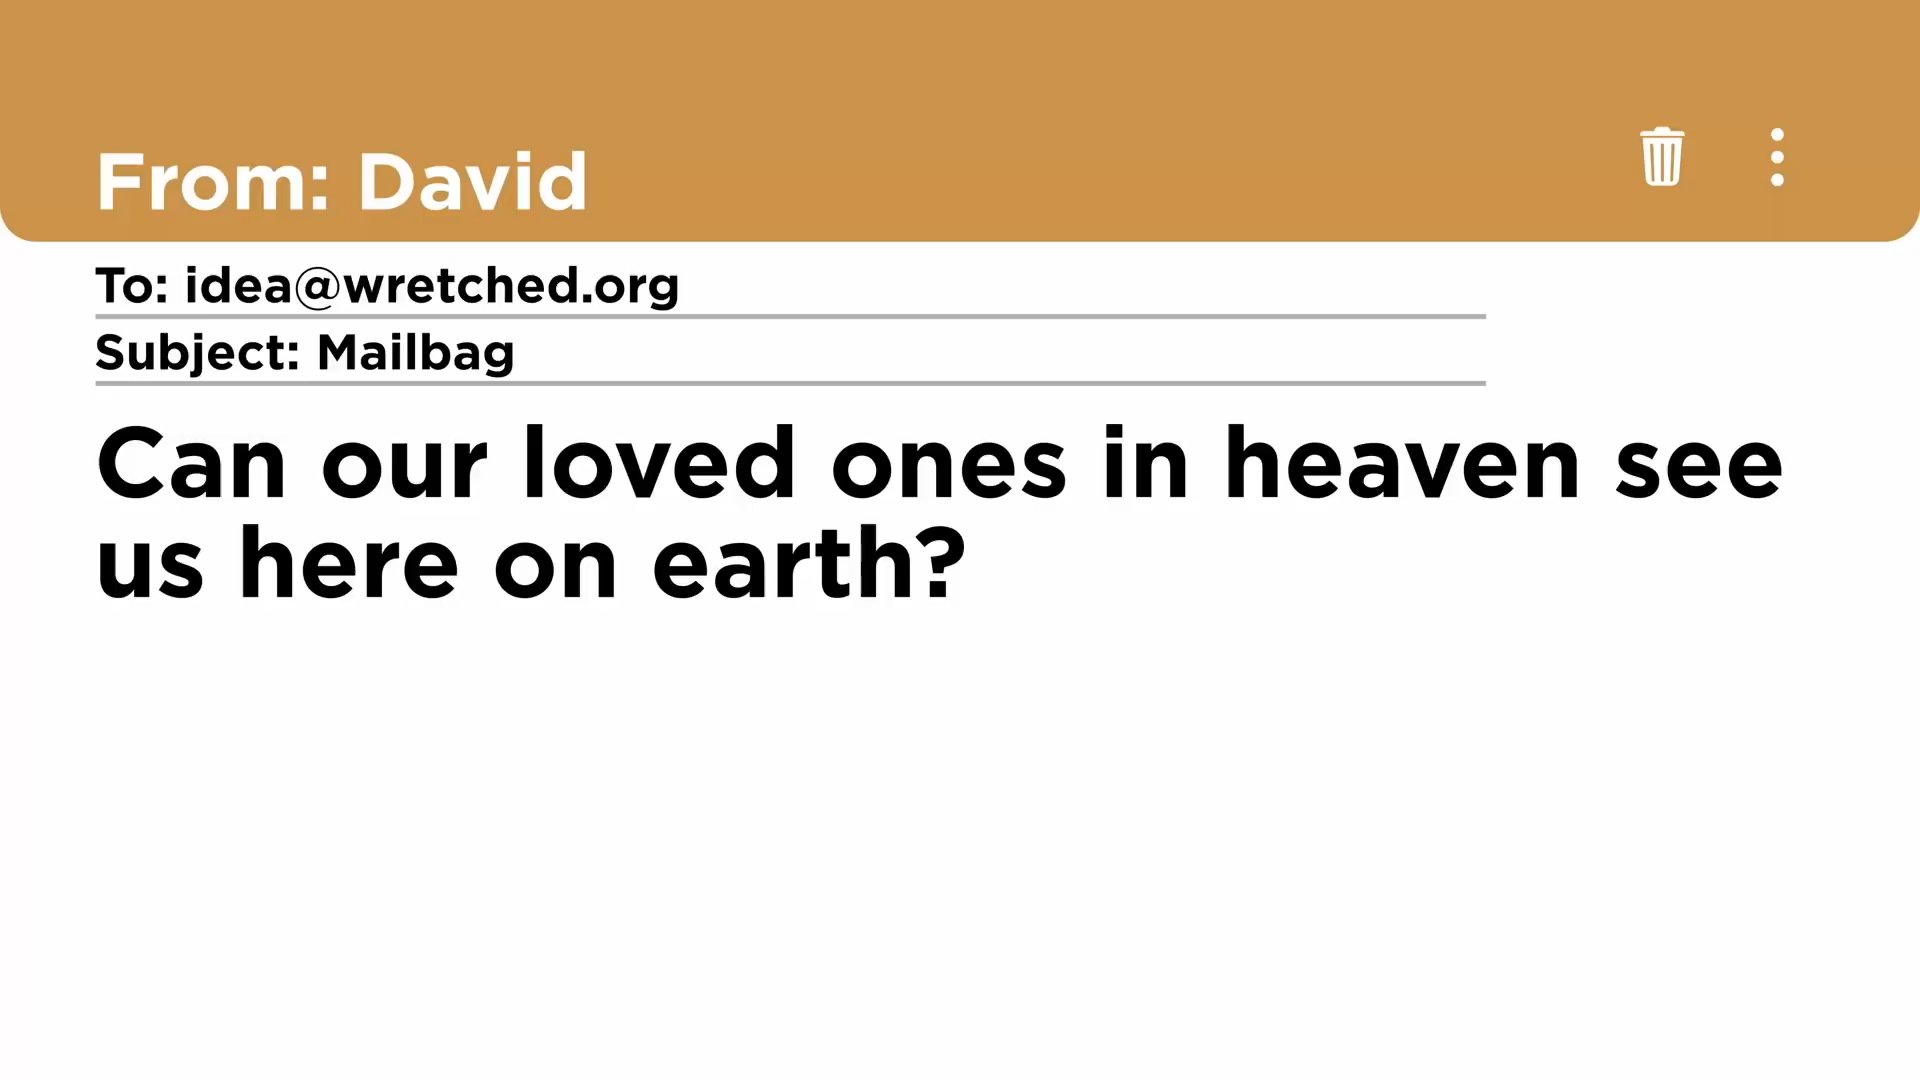 From: David
To: idea@wretched.org
Subject: Mailbag
Can our loved ones in heaven see
us here on earth?